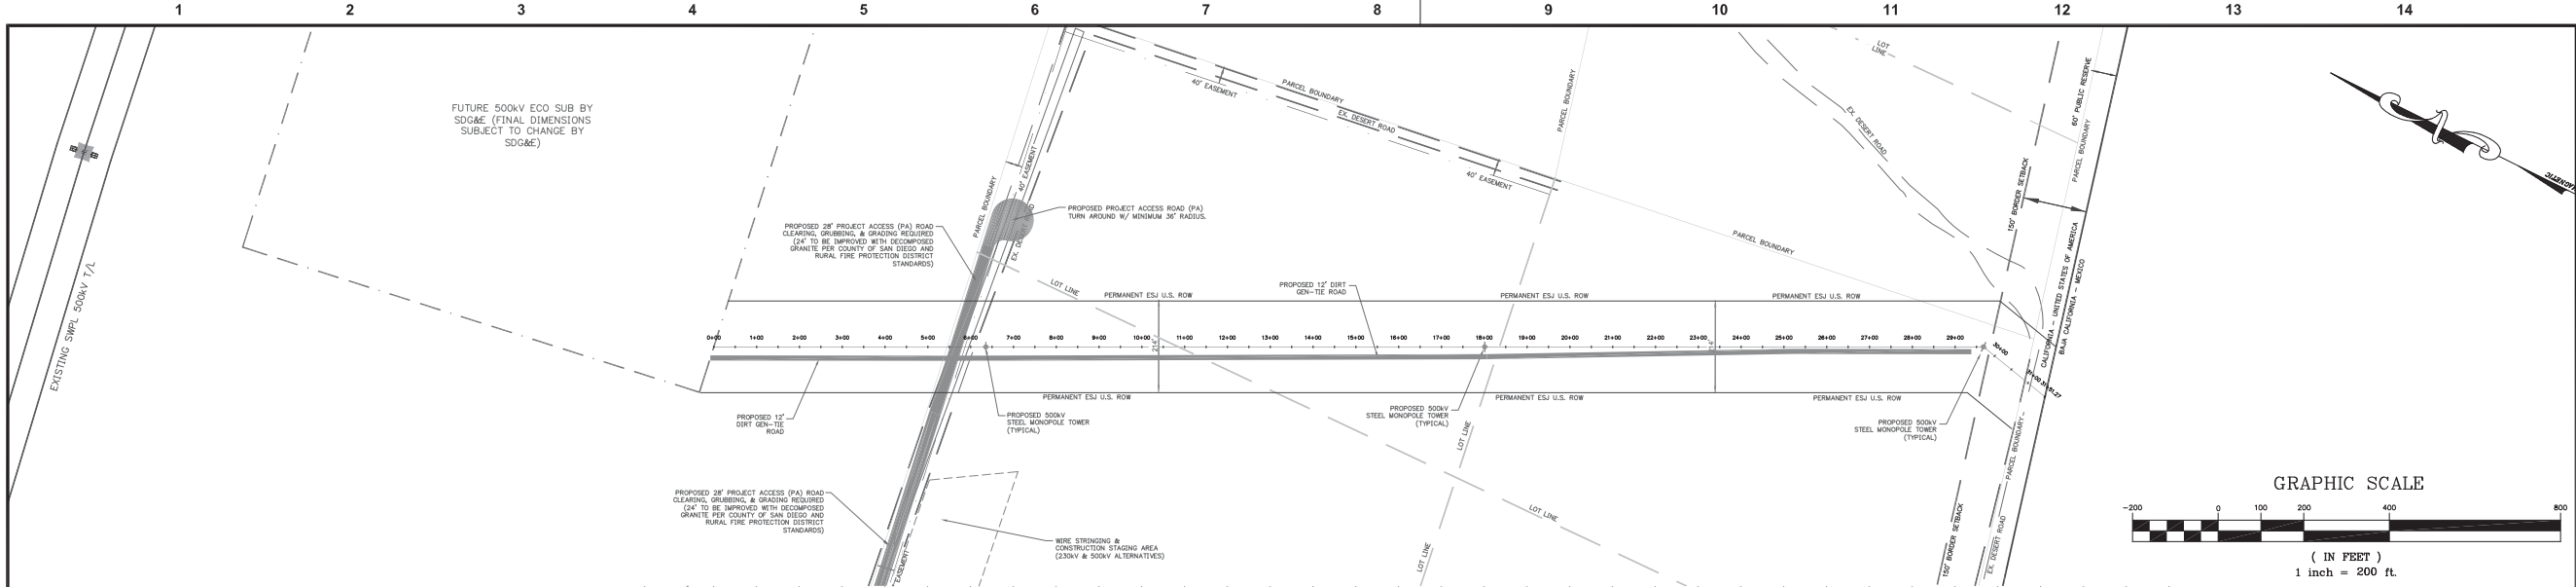 1 2 3 4 5 6 7 8 9 10 11 12 13 14
FUTURE 500kV ECO SUB BY
SDG&E (FINAL DIMENSIONS
SUBJECT TO CHANGE BY
SDG&E)
EXISTING SWPL 500kV T/L
PARCEL BOUNDARY
40' EASEMENT
EX. DESERT
PROPOSED PROJECT ACCESS ROAD (PA)
TURN AROUND W/ MINIMUM 36' RADIUS.
PROPOSED 28' PROJECT ACCESS (PA) ROAD
CLEARING, GRUBBING, & GRADING REQUIRED
(24' TO BE IMPROVED WITH DECOMPOSED
GRANITE PER COUNTY OF SAN DIEGO AND
RURAL FIRE PROTECTION DISTRICT
STANDARDS)
40' EASEMENT
PARCEL BOUNDARY
EX. DESERT ROAD
40' EASEMENT
PARCEL BOUNDARY
LOT
LINE
EX. DESERT ROAD
PARCEL BOUNDARY
60' PUBLIC RESERVE
PARCEL BOUNDARY
150' BORDER SETBACK
CALIFORNIA - UNITED STATES OF AMERICA
BAJA CALIFORNIA - MEXICO
LOT LINE
PROPOSED 12' DIRT
GEN-TIE ROAD
PERMANENT ESJ U.S. ROW
PERMANENT ESJ U.S. ROW
PERMANENT ESJ U.S. ROW
0+00 1+00 2+00 3+00 4+00 5+00 6+00 7+00 8+00 9+00 10+00 11+00 12+00 13+00 14+00 15+00 16+00 17+00 18+00 19+00 20+00 21+00 22+00 23+00 24+00 25+00 26+00 27+00 28+00 29+00 30+00
214'
31+00 31+51.27
PERMANENT ESJ U.S. ROW
PERMANENT ESJ U.S. ROW
PERMANENT ESJ U.S. ROW
PROPOSED 12'
DIRT GEN-TIE
ROAD
PROPOSED 500kV
STEEL MONOPOLE TOWER
(TYPICAL)
PROPOSED 500kV
STEEL MONOPOLE TOWER
(TYPICAL)
PROPOSED 500kV
STEEL MONOPOLE TOWER
(TYPICAL)
LOT LINE
PARCEL BOUNDARY
PROPOSED 28' PROJECT ACCESS (PA) ROAD
CLEARING, GRUBBING, & GRADING REQUIRED
(24' TO BE IMPROVED WITH DECOMPOSED
GRANITE PER COUNTY OF SAN DIEGO AND
RURAL FIRE PROTECTION DISTRICT
STANDARDS)
EASEMENT
WIRE STRINGING &
CONSTRUCTION STAGING AREA
(230kV & 500kV ALTERNATIVES)
LOT LINE
LOT LINE
150' BORDER SETBACK
EX. DESERT ROAD
GRAPHIC SCALE
-200 0 100 200 400 800
( IN FEET )
1 inch = 200 ft.